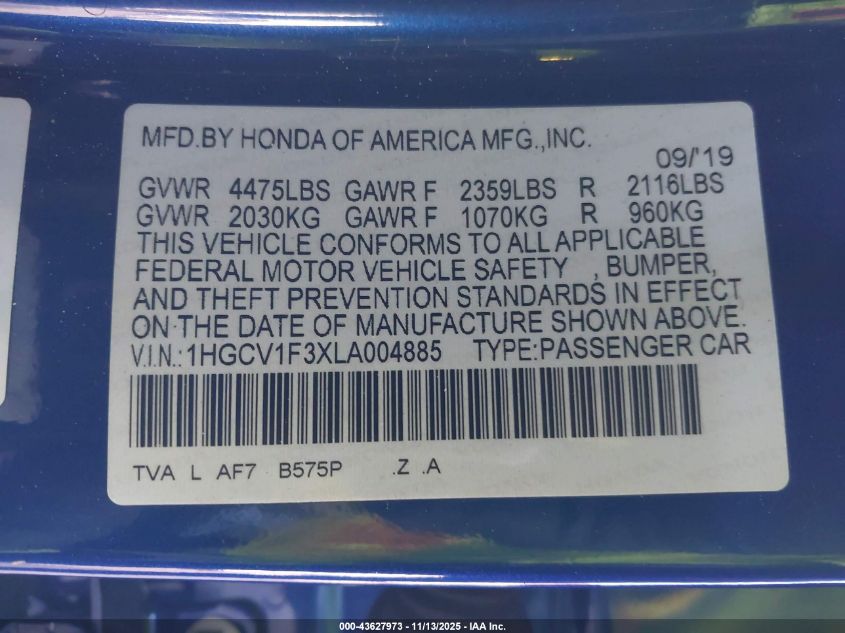 MFD.BY HONDA OF AMERICA MFG.,INC.
09/'19
GVWR 4475LBS GAWR F 2359LBS R 2116LBS
GVWR 2030KG GAWR F 1070KG R 960KG
THIS VEHICLE CONFORMS TO ALL APPLICABLE
FEDERAL MOTOR VEHICLE SAFETY , BUMPER,
AND THEFT PREVENTION STANDARDS IN EFFECT
ON THE DATE OF MANUFACTURE SHOWN ABOVE.
V.I.N.:1HGCV1F3XLA004885 TYPE:PASSENGER CAR
TVA L AF7 B575P .Z .A
000-43627973 - 11/13/2025 - IAA Inc.